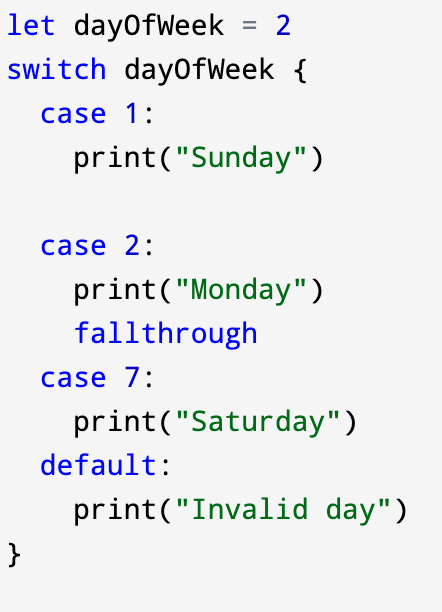 let dayOfWeek = 2
switch dayOfWeek {
  case 1:
    print("Sunday")

  case 2:
    print("Monday")
    fallthrough
  case 7:
    print("Saturday")
  default:
    print("Invalid day")
}